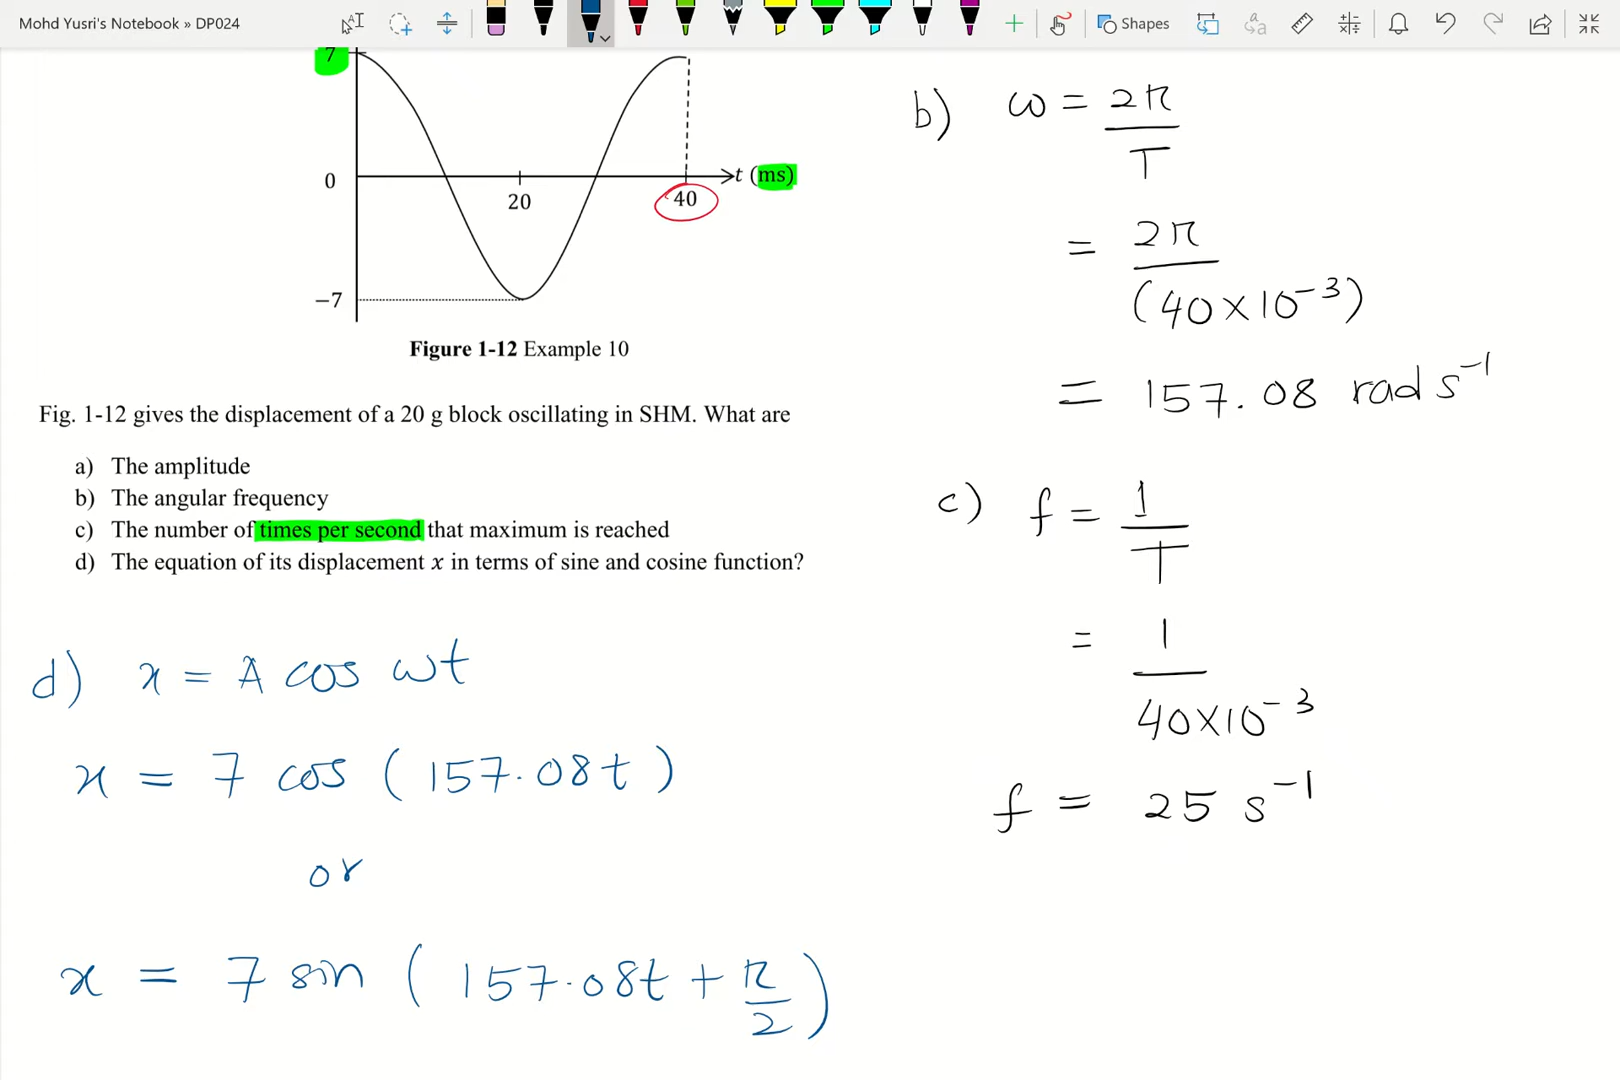 Mohd Yusri's Notebook » DP024
Shapes
7
0
20
40
t (ms)
−7
Figure 1-12 Example 10
Fig. 1-12 gives the displacement of a 20 g block oscillating in SHM. What are
a) The amplitude
b) The angular frequency
c) The number of times per second that maximum is reached
d) The equation of its displacement x in terms of sine and cosine function?
d) x = A cos ωt
x = 7 cos (157.08t)
or
x = 7 sin (157.08t + π/2)
b) ω = 2π/T
= 2π/(40×10⁻³)
= 157.08 rad s⁻¹
c) f = 1/T
= 1/40×10⁻³
f = 25 s⁻¹